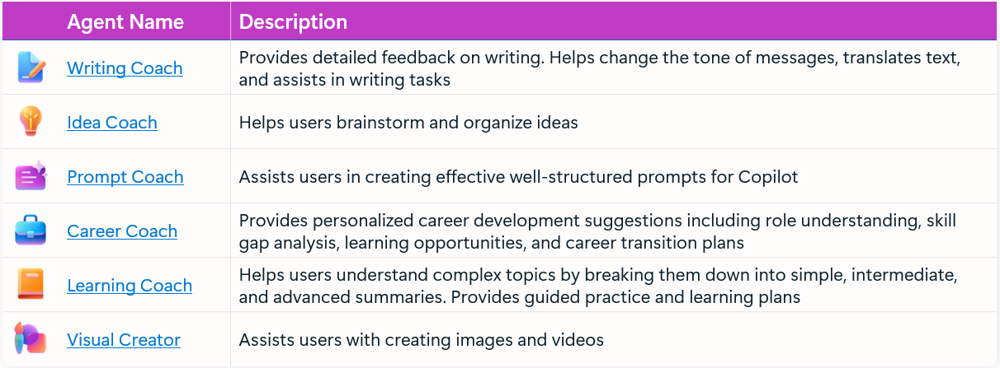 Agent Name Description
Writing Coach
Provides detailed feedback on writing. Helps change the tone of messages, translates text,
and assists in writing tasks
Idea Coach
Helps users brainstorm and organize ideas
Prompt Coach
Assists users in creating effective well-structured prompts for Copilot
Career Coach
Provides personalized career development suggestions including role understanding, skill
gap analysis, learning opportunities, and career transition plans
Learning Coach
Helps users understand complex topics by breaking them down into simple, intermediate,
and advanced summaries. Provides guided practice and learning plans
Visual Creator
Assists users with creating images and videos